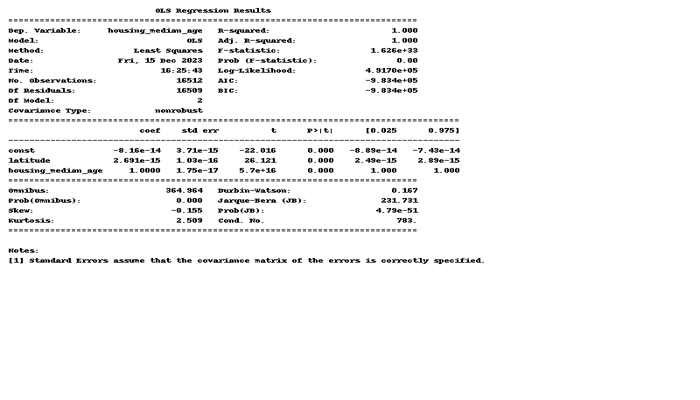 OLS Regression Results
==============================================================================
Dep. Variable: housing_median_age R-squared: 1.000
Model: OLS Adj. R-squared: 1.000
Method: Least Squares F-statistic: 1.626e+33
Date: Fri, 15 Dec 2023 Prob (F-statistic): 0.00
Time: 16:25:43 Log-Likelihood: 4.9170e+05
No. Observations: 16512 AIC: -9.834e+05
Df Residuals: 16509 BIC: -9.834e+05
Df Model: 2
Covariance Type: nonrobust
======================================================================================
coef std err t P>|t| [0.025 0.975]
--------------------------------------------------------------------------------------
const -8.16e-14 3.71e-15 -22.016 0.000 -8.89e-14 -7.43e-14
latitude 2.691e-15 1.03e-16 26.121 0.000 2.49e-15 2.89e-15
housing_median_age 1.0000 1.75e-17 5.7e+16 0.000 1.000 1.000
==============================================================================
Omnibus: 364.964 Durbin-Watson: 0.167
Prob(Omnibus): 0.000 Jarque-Bera (JB): 231.731
Skew: -0.155 Prob(JB): 4.79e-51
Kurtosis: 2.509 Cond. No. 783.
==============================================================================
Notes:
[1] Standard Errors assume that the covariance matrix of the errors is correctly specified.